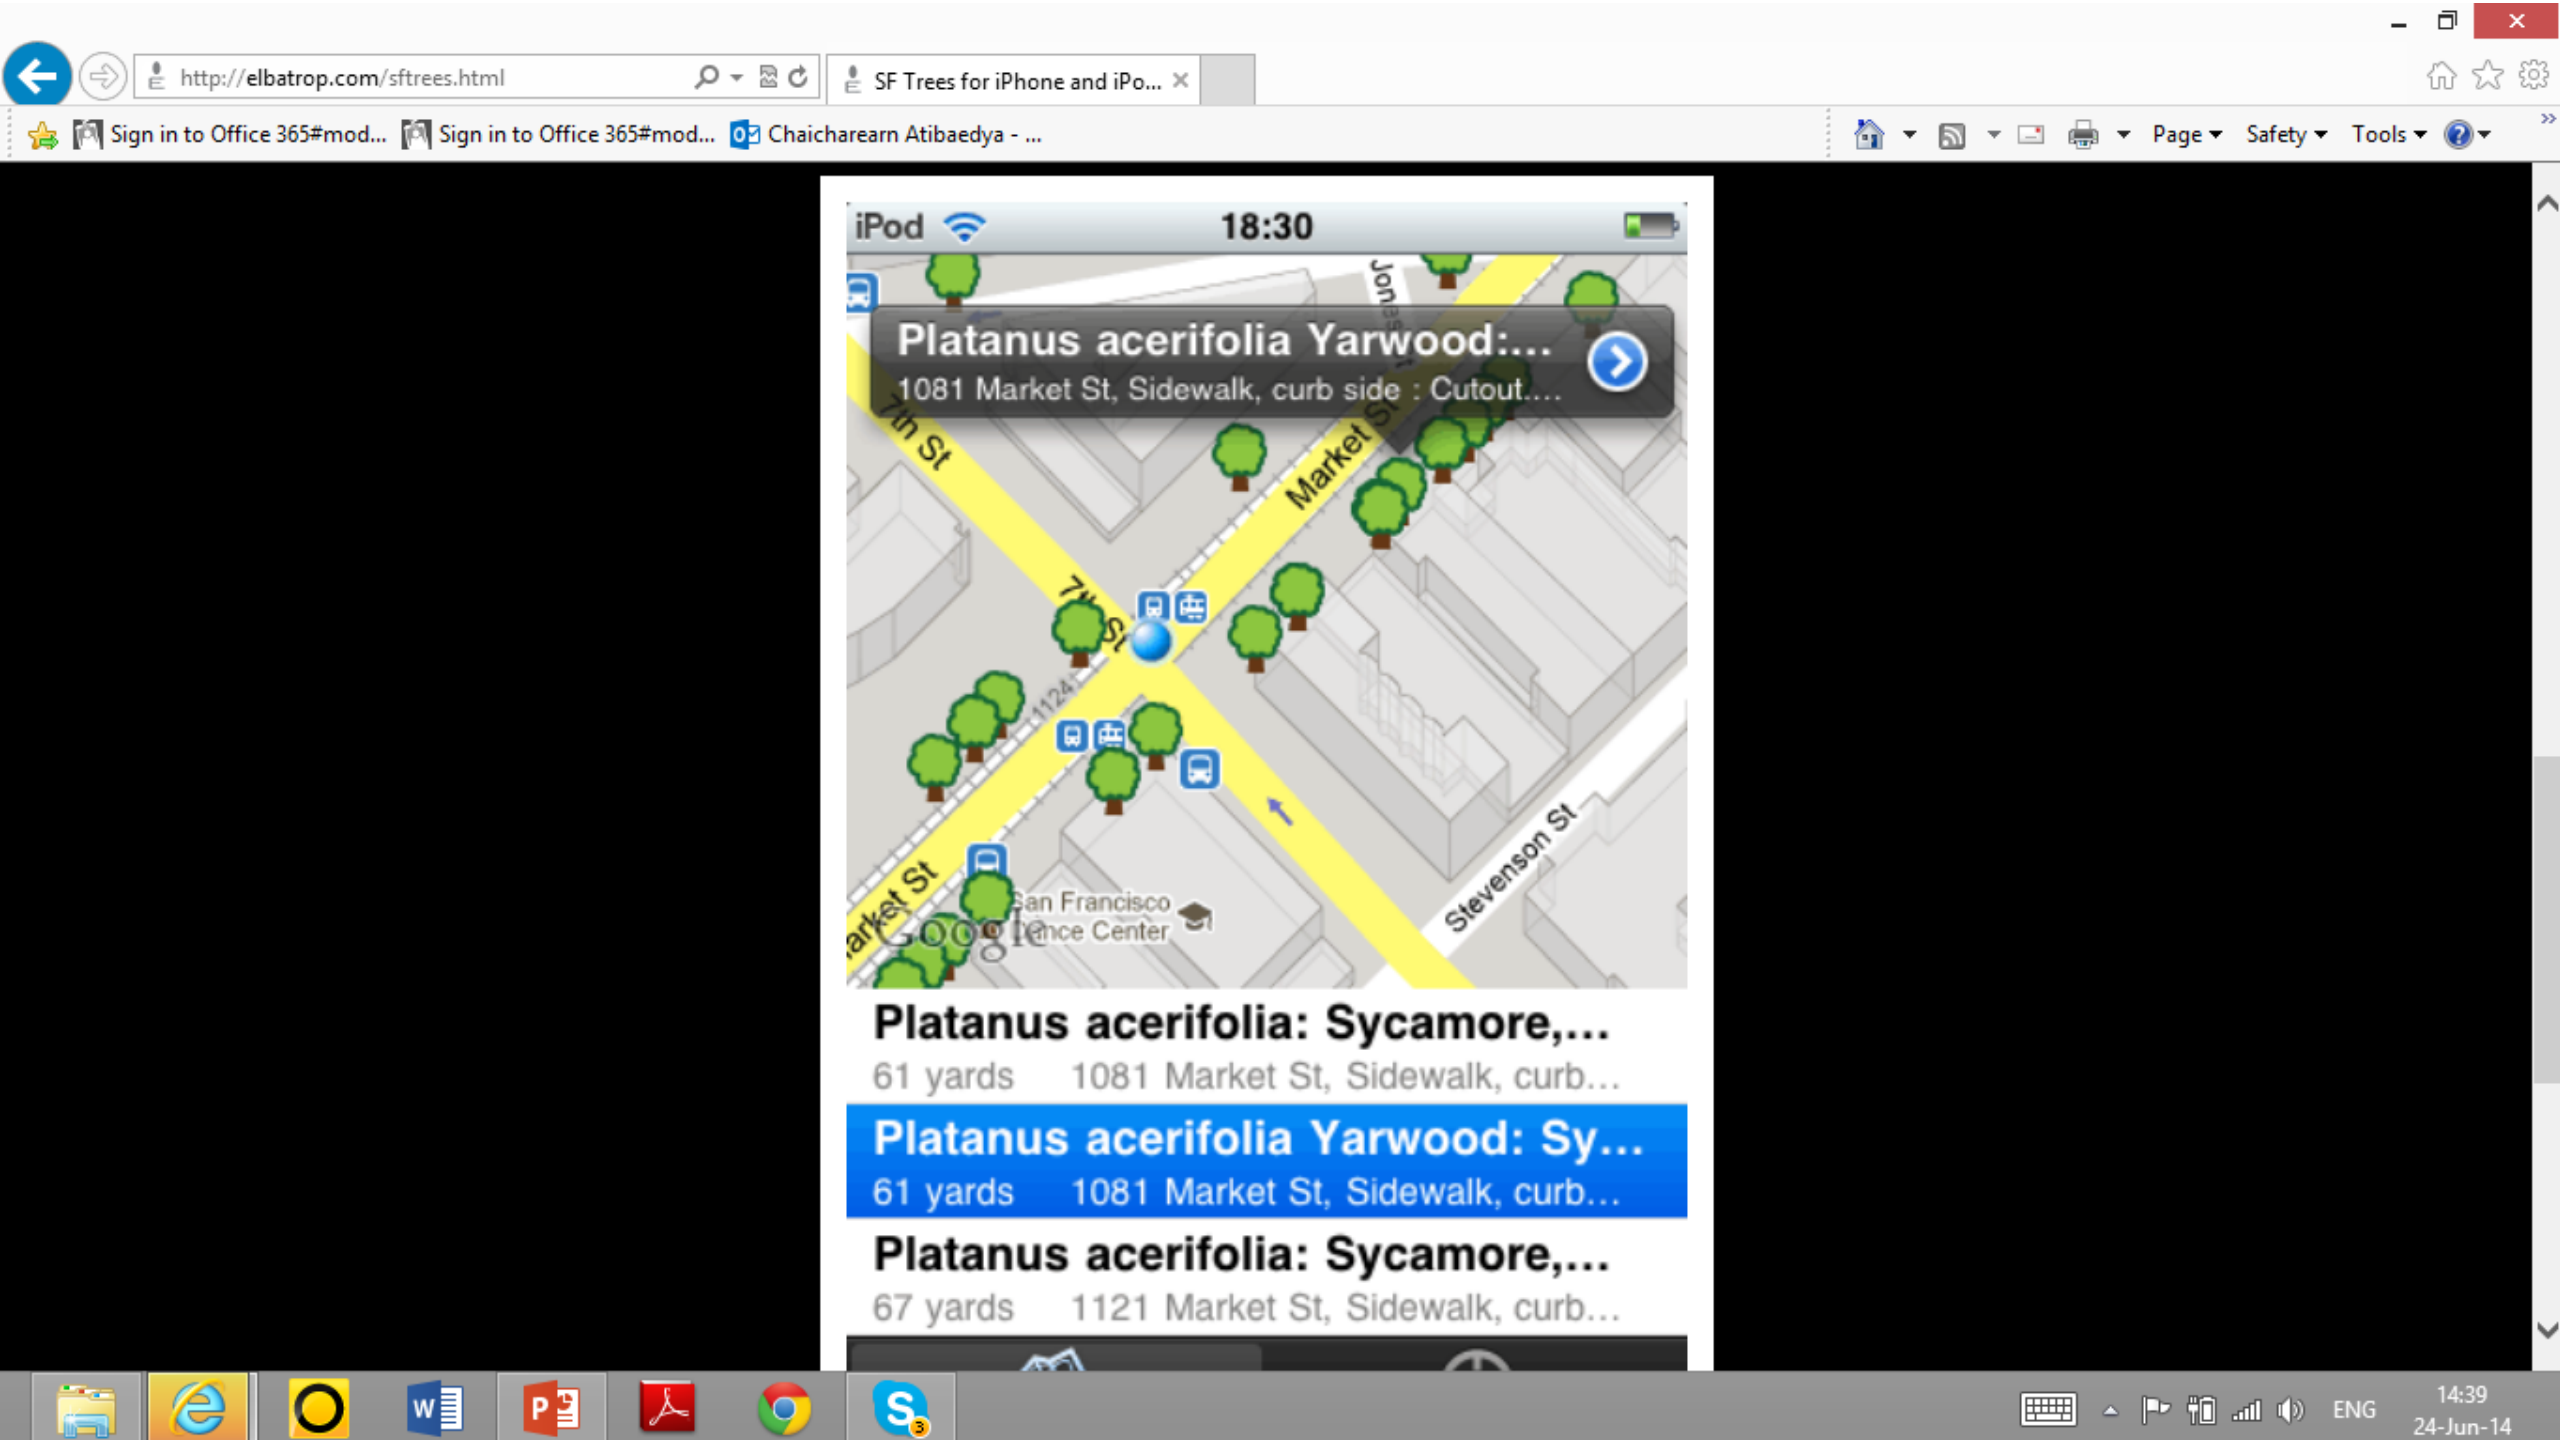 http://elbatrop.com/sftrees.html
SF Trees for iPhone and iPo...
Sign in to Office 365#mod...
Sign in to Office 365#mod...
Chaicharearn Atibaedya - ...
Page
Safety
Tools
iPod
18:30
Platanus acerifolia Yarwood:...
1081 Market St, Sidewalk, curb side : Cutout....
7th St
Market St
7th St
1124
San Francisco
Google
Center
Market St
Stevenson St
Platanus acerifolia: Sycamore,...
61 yards 1081 Market St, Sidewalk, curb...
Platanus acerifolia Yarwood: Sy...
61 yards 1081 Market St, Sidewalk, curb...
Platanus acerifolia: Sycamore,...
67 yards 1121 Market St, Sidewalk, curb...
3
ENG
14:39
24-Jun-14